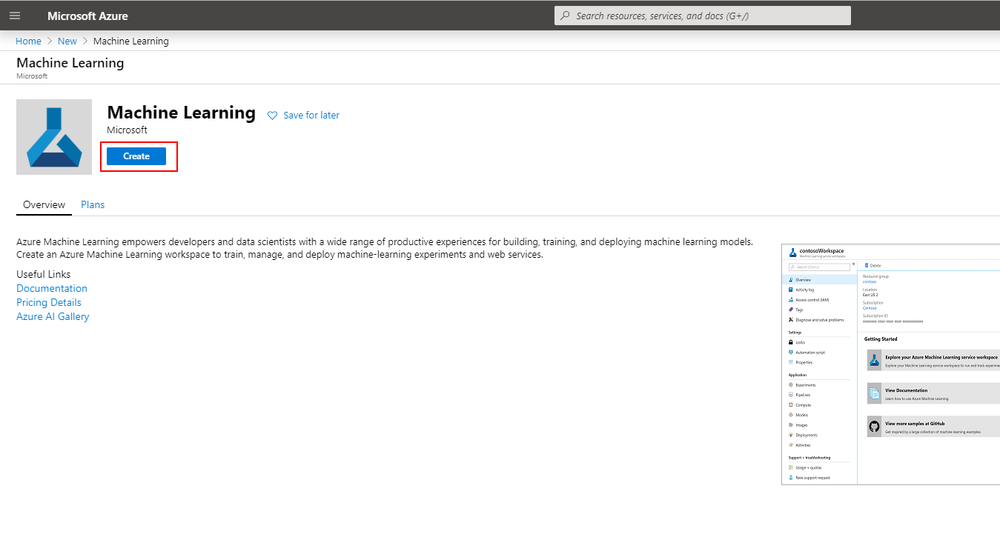 Microsoft Azure
Search resources, services, and docs (G+/)
Home > New > Machine Learning
Machine Learning
Microsoft
Machine Learning
Save for later
Microsoft
Create
Overview
Plans
Azure Machine Learning empowers developers and data scientists with a wide range of productive experiences for building, training, and deploying machine learning models.
Create an Azure Machine Learning workspace to train, manage, and deploy machine-learning experiments and web services.
Useful Links
Documentation
Pricing Details
Azure AI Gallery
contosoWorkspace
Machine Learning service workspace
Search (Ctrl+/)
«
Overview
Activity log
Access control (IAM)
Tags
Diagnose and solve problems
Settings
Locks
Automation script
Properties
Application
Experiments
Pipelines
Compute
Models
Images
Deployments
Activities
Support + troubleshooting
Usage + quotas
New support request
Delete
Resource group
contoso
Location
East US 2
Subscription
Contoso
Subscription ID
Getting Started
Explore your Azure Machine Learning service workspace
Explore your Machine Learning service workspace to run and track
View Documentation
Learn how to use Azure Machine Learning.
View more samples at GitHub
Get inspired by a large collection of machine learning examples.